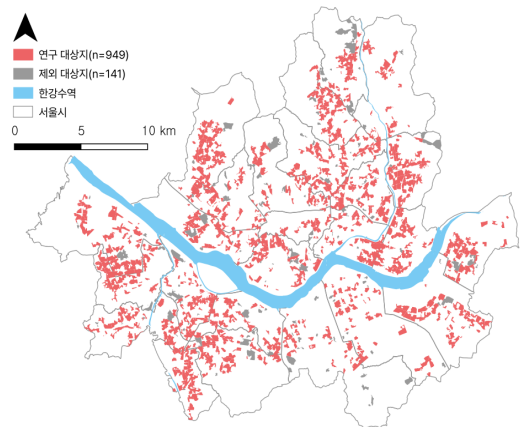 연구 대상지(n=949)
제외 대상지(n=141)
한강수역
서울시
0 5 10 km